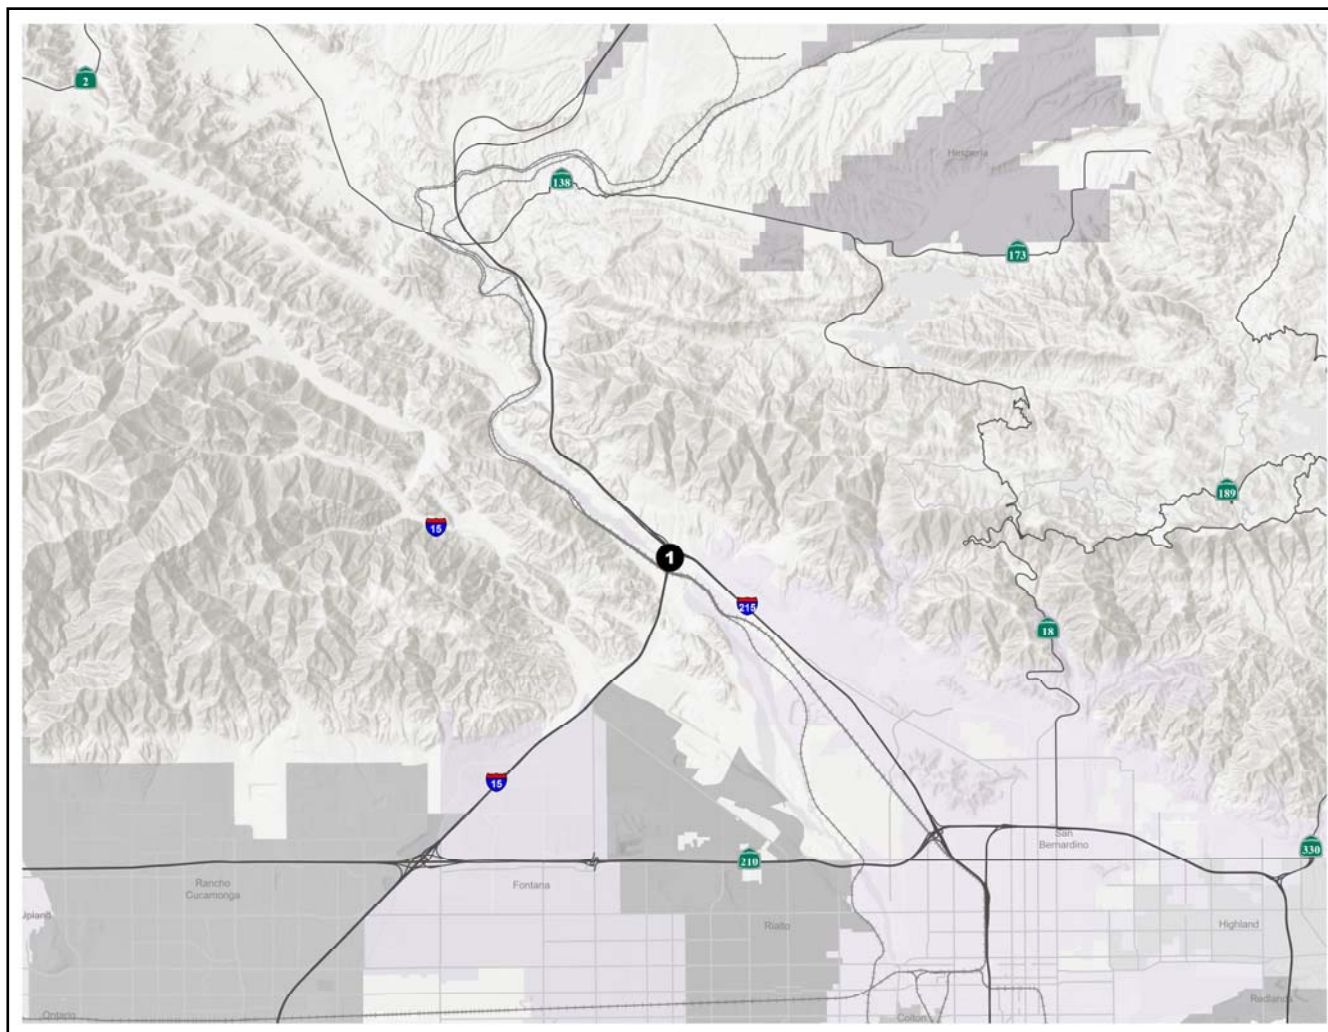 2
Hesperia
138
173
189
15
1
215
18
15
San
Bernardino
210
330
Rancho
Cucamonga
Fontana
Upland
Rialto
Highland
Redlands
Ontario
Colton